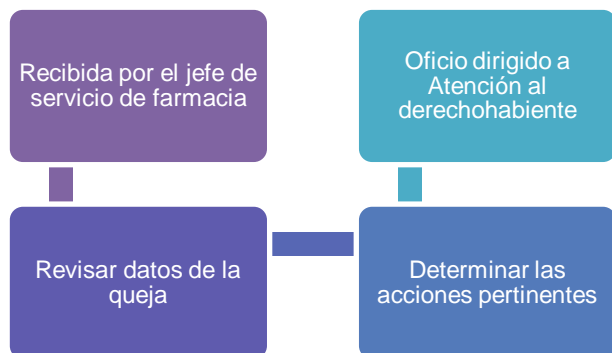 Recibida por el jefe de
servicio de farmacia
Revisar datos de la
queja
Determinar las
acciones pertinentes
Oficio dirigido a
Atención al
derechohabiente